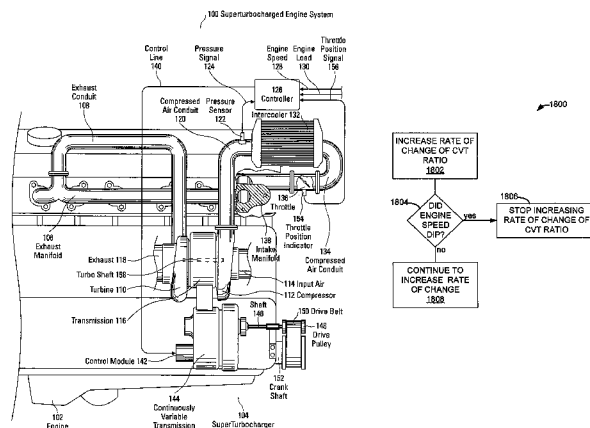 100 Superturbocharged Engine System
Control
Line
140
Pressure
Signal
124
Engine
Speed
128
Engine
Load
130
Throttle
Position
Signal
156
Exhaust
Conduit
108
Compressed
Air Conduit
120
Pressure
Sensor
122
126
Controller
Intercooler 132
136
Throttle
154
Throttle
Position
Indicator
134
Compressed
Air Conduit
106
Exhaust
Manifold
138
Intake
Manifold
Exhaust 118
Turbo Shaft 168
Turbine 110
Transmission 116
114 Input Air
112 Compressor
Shaft
146
150 Drive Belt
148
Drive
Pulley
Control Module 142
152
Crank
Shaft
144
Continuously
Variable
Transmission
102
Engine
104
SuperTurbocharger
1800
INCREASE RATE OF
CHANGE OF CVT
RATIO
1802
1804
DID
ENGINE
SPEED
DIP?
yes
no
1806
STOP INCREASING
RATE OF CHANGE OF
CVT RATIO
CONTINUE TO
INCREASE RATE
OF CHANGE
1808